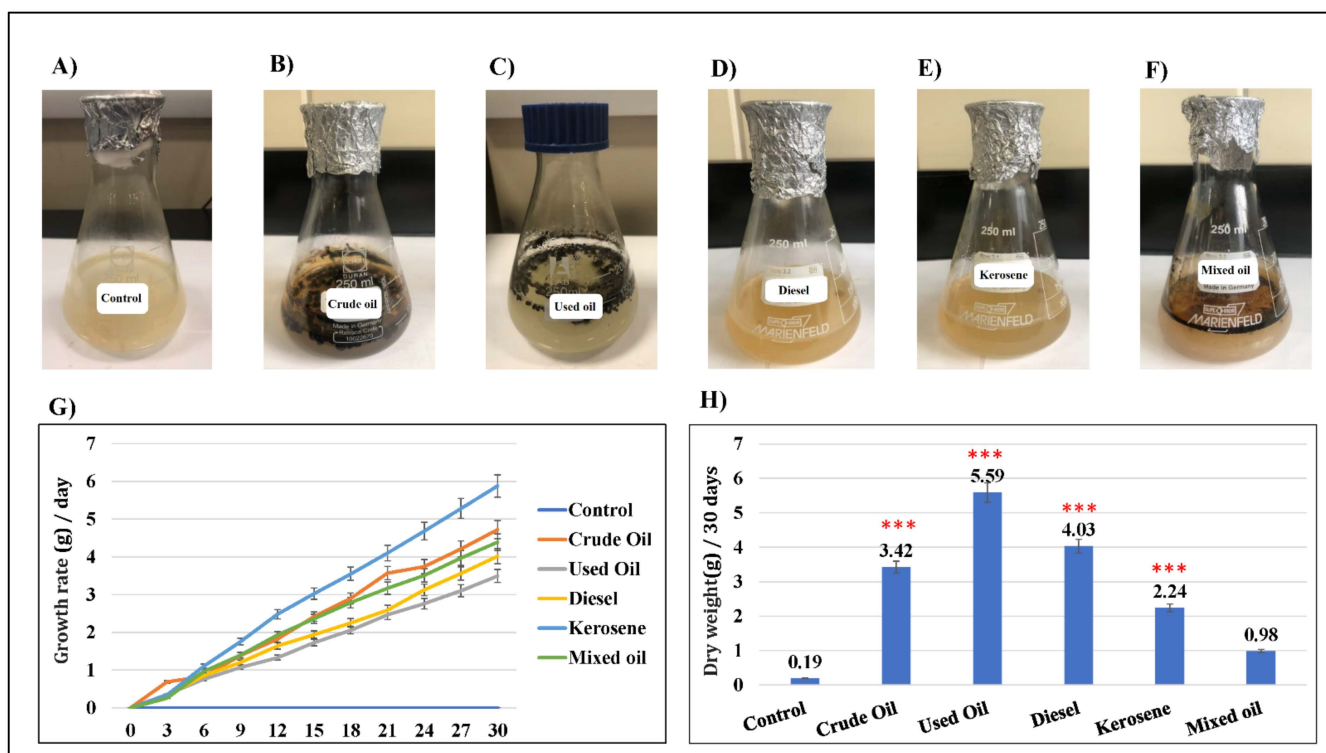 A)
B)
C)
D)
E)
F)
Control
Crude oil
DURAN
250 ml
Made in Germany
Used oil
250 ml
Diesel
MARIENFELD
250 ml
Kerosene
MARIENFELD
Mixed oil
Made in Germany
MARIENFELD
G)
Growth rate (g) / day
7
6
5
4
3
2
1
0
0 3 6 9 12 15 18 21 24 27 30
Control
Crude Oil
Used Oil
Diesel
Kerosene
Mixed oil
H)
Dry weight(g) / 30 days
7
6
5
4
3
2
1
0
0.19
***
3.42
***
5.59
***
4.03
***
2.24
0.98
Control
Crude Oil
Used Oil
Diesel
Kerosene
Mixed oil